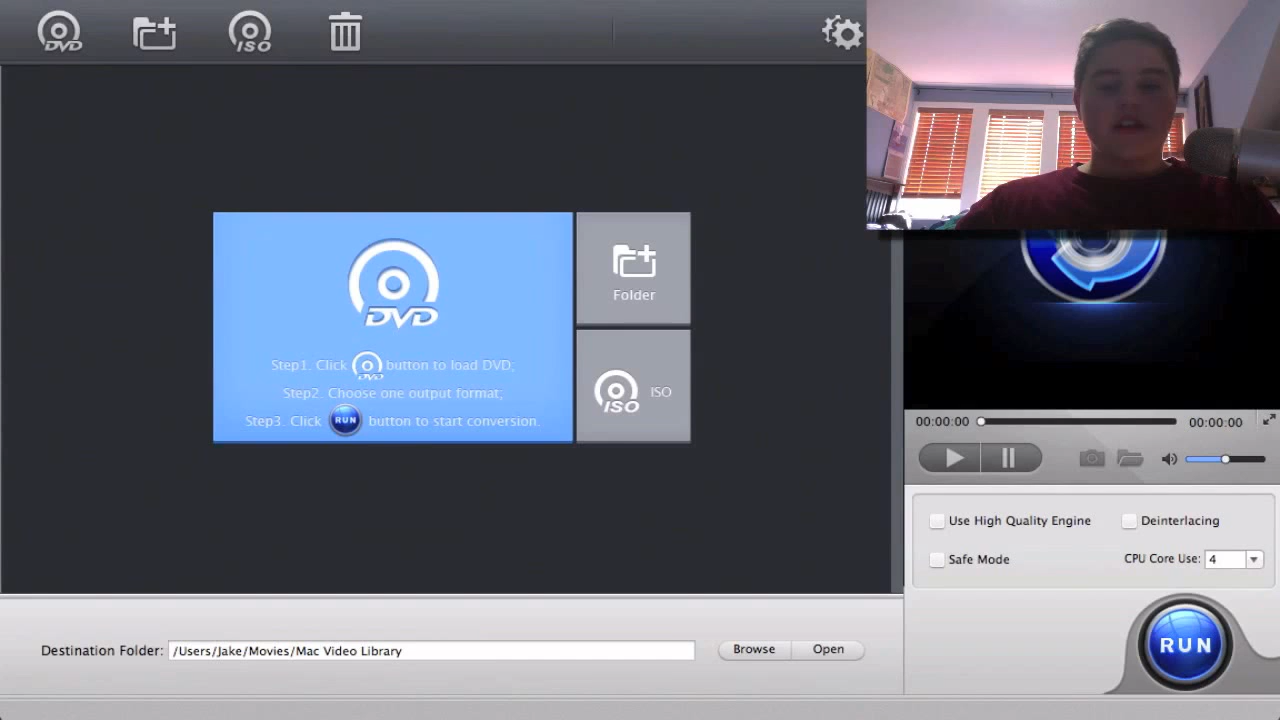 DVD
ISO
DVD
Folder
Step1. Click DVD button to load DVD;
Step2. Choose one output format;
Step3. Click RUN button to start conversion.
ISO ISO
00:00:00 00:00:00
Use High Quality Engine Deinterlacing
Safe Mode CPU Core Use: 4
Destination Folder: /Users/Jake/Movies/Mac Video Library Browse Open
RUN